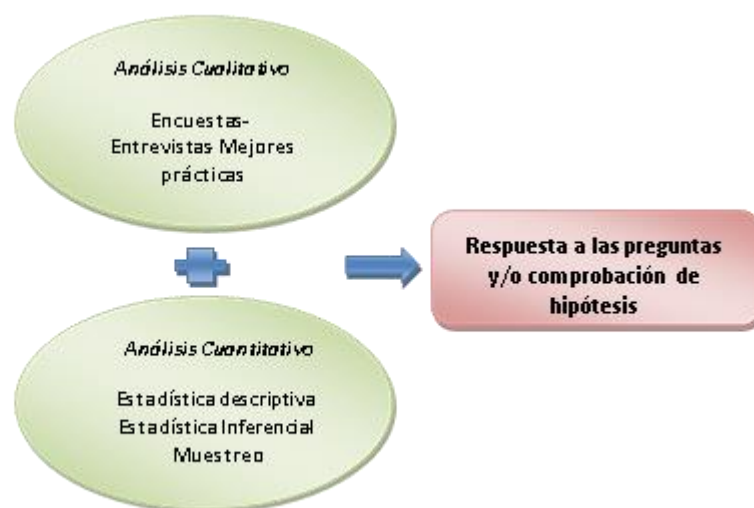 Análisis Cualitativo
Encuestas-
Entrevistas Mejores
prácticas
Respuesta a las preguntas
y/o comprobación de
hipótesis
Análisis Cuantitativo
Estadística descriptiva
Estadística Inferencial
Muestreo